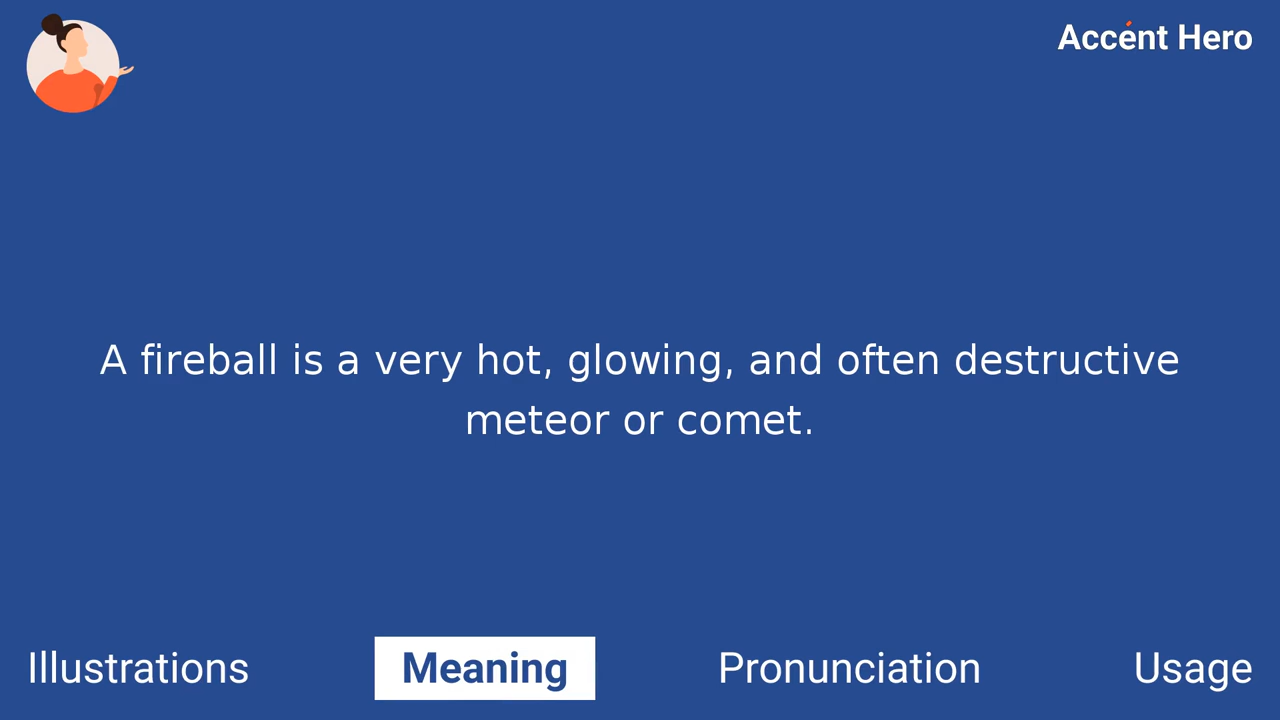 Accent Hero
A fireball is a very hot, glowing, and often destructive
meteor or comet.
Illustrations
Meaning
Pronunciation
Usage